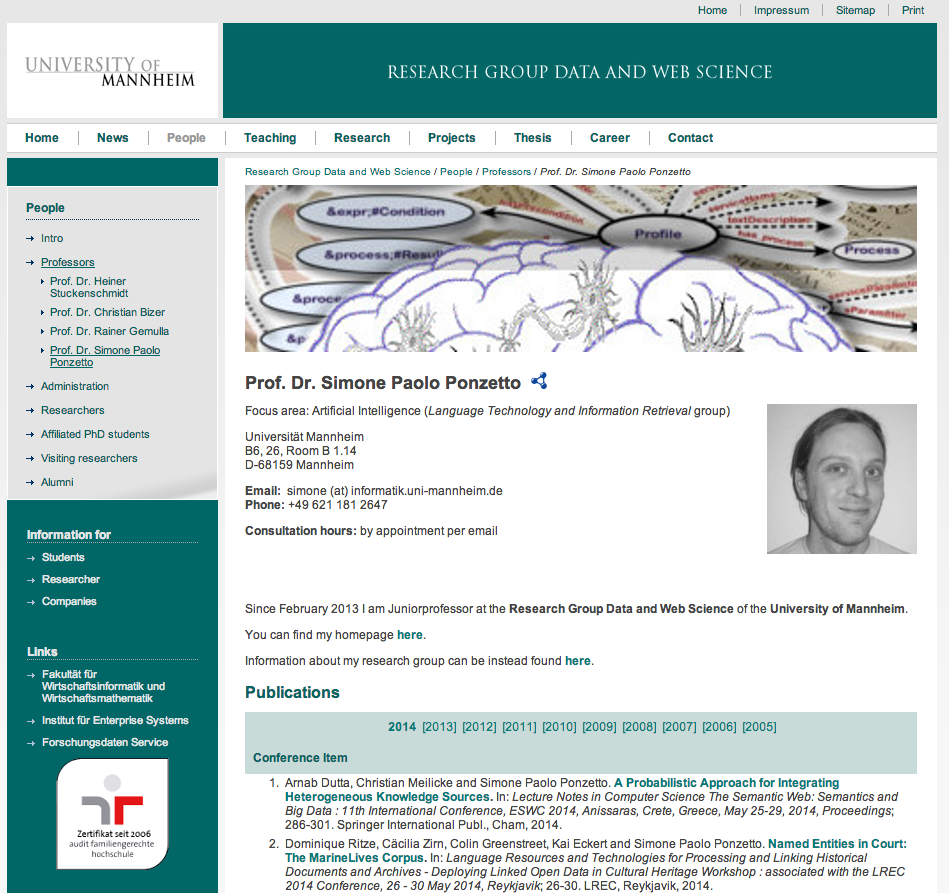 Home Impressum Sitemap Print
UNIVERSITY OF
MANNHEIM
RESEARCH GROUP DATA AND WEB SCIENCE
Home News People Teaching Research Projects Thesis Career Contact
People
Intro
Professors
Prof. Dr. Heiner
Stuckenschmidt
Prof. Dr. Christian Bizer
Prof. Dr. Rainer Gemulla
Prof. Dr. Simone Paolo
Ponzetto
Administration
Researchers
Affiliated PhD students
Visiting researchers
Alumni
Information for
Students
Researcher
Companies
Links
Fakultät für
Wirtschaftsinformatik und
Wirtschaftsmathematik
Institut für Enterprise Systems
Forschungsdaten Service
Zertifikat seit 2006
audit familiengerechte
hochschule
Research Group Data and Web Science / People / Professors / Prof. Dr. Simone Paolo Ponzetto
&expr;#Condition
Profile
Process
&process;#Resul
textDescription
has_process
&proce
&p
Prof. Dr. Simone Paolo Ponzetto
Focus area: Artificial Intelligence (Language Technology and Information Retrieval group)
Universität Mannheim
B6, 26, Room B 1.14
D-68159 Mannheim
Email: simone (at) informatik.uni-mannheim.de
Phone: +49 621 181 2647
Consultation hours: by appointment per email
Since February 2013 I am Juniorprofessor at the Research Group Data and Web Science of the University of Mannheim.
You can find my homepage here.
Information about my research group can be instead found here.
Publications
2014 [2013] [2012] [2011] [2010] [2009] [2008] [2007] [2006] [2005]
Conference Item
1. Arnab Dutta, Christian Meilicke and Simone Paolo Ponzetto. A Probabilistic Approach for Integrating
Heterogeneous Knowledge Sources. In: Lecture Notes in Computer Science The Semantic Web: Semantics and
Big Data : 11th International Conference, ESWC 2014, Anissaras, Crete, Greece, May 25-29, 2014, Proceedings;
286-301. Springer International Publ., Cham, 2014.
2. Dominique Ritze, Cäcilia Zirn, Colin Greenstreet, Kai Eckert and Simone Paolo Ponzetto. Named Entities in Court:
The MarineLives Corpus. In: Language Resources and Technologies for Processing and Linking Historical
Documents and Archives - Deploying Linked Open Data in Cultural Heritage Workshop : associated with the LREC
2014 Conference, 26 - 30 May 2014, Reykjavik; 26-30. LREC, Reykjavik, 2014.